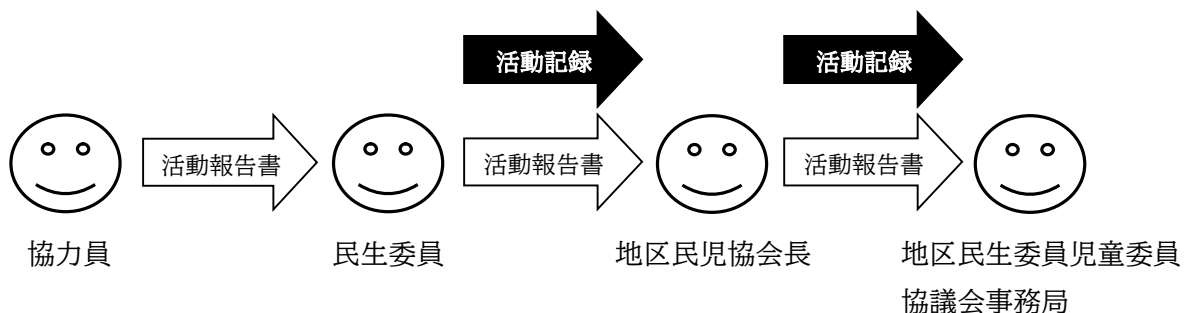 活動記録
活動記録
活動報告書
活動報告書
活動報告書
協力員
民生委員
地区民児協会長
地区民生委員児童委員
協議会事務局